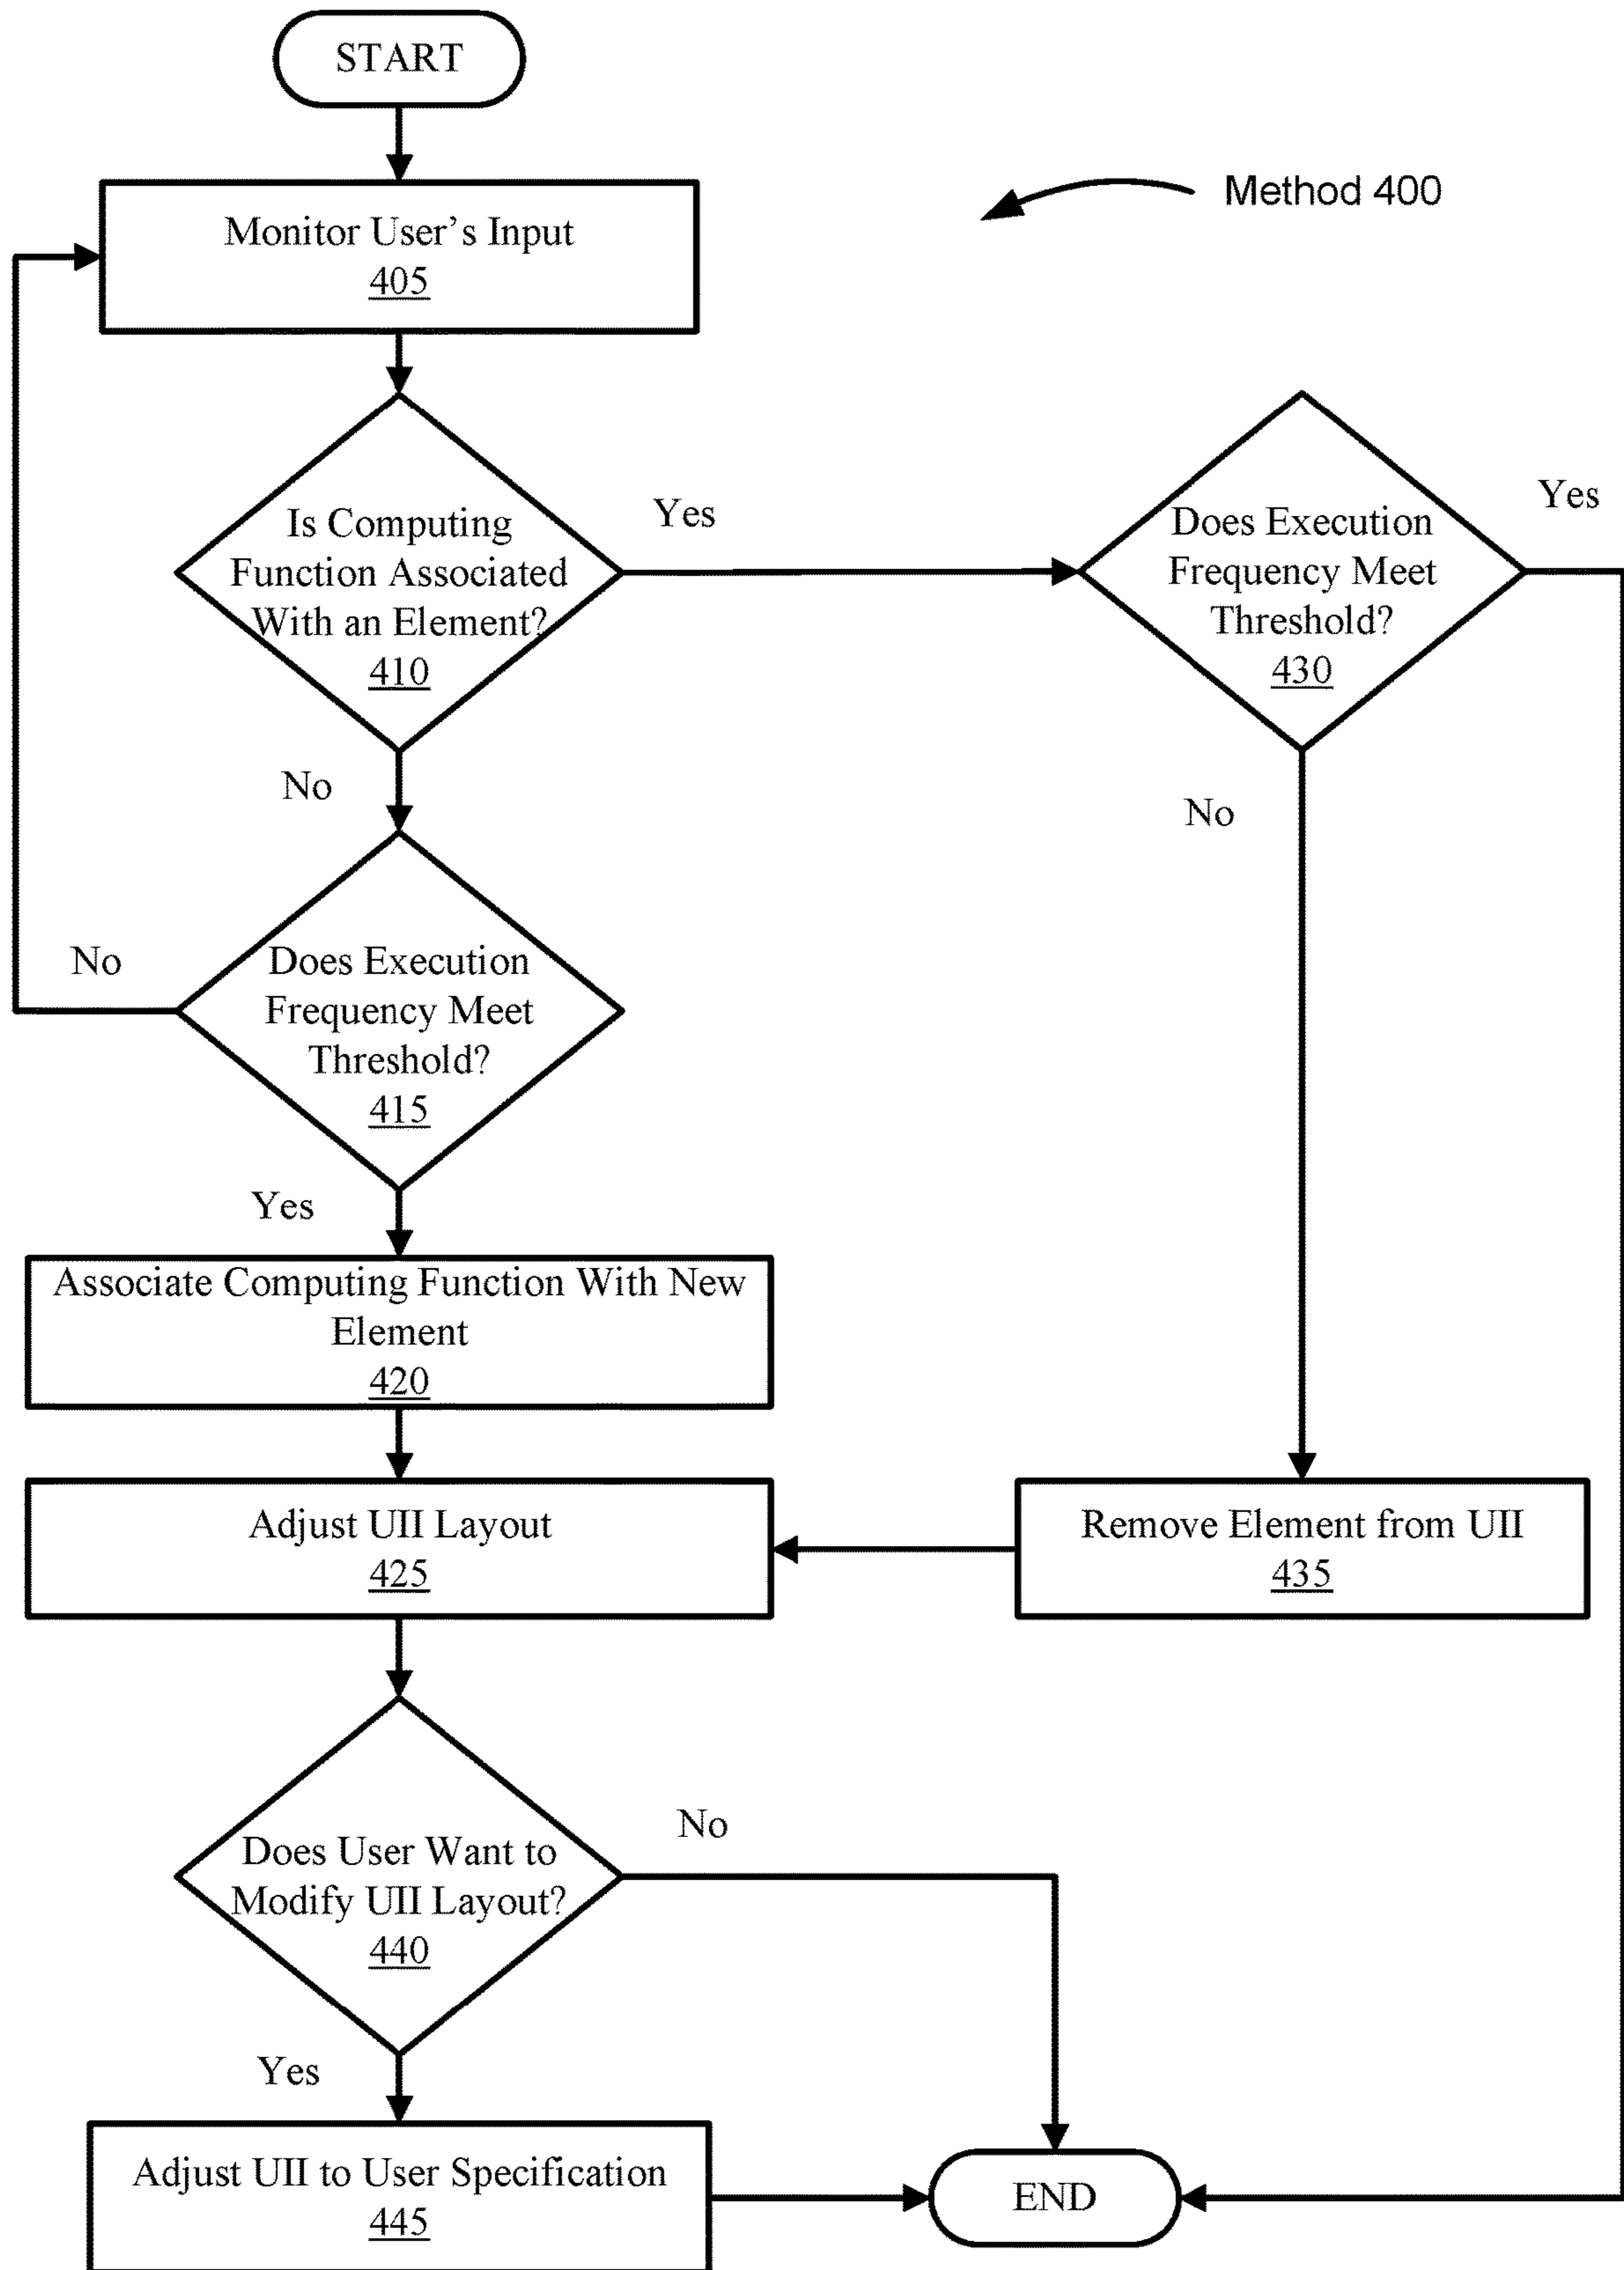 START
Method 400
Monitor User's Input
405
Is Computing
Function Associated
With an Element?
410
Yes
Does Execution
Frequency Meet
Threshold?
430
Yes
No
No
Does Execution
Frequency Meet
Threshold?
415
No
Yes
Associate Computing Function With New
Element
420
Adjust UII Layout
425
Remove Element from UII
435
Does User Want to
Modify UII Layout?
440
No
Yes
Adjust UII to User Specification
445
END